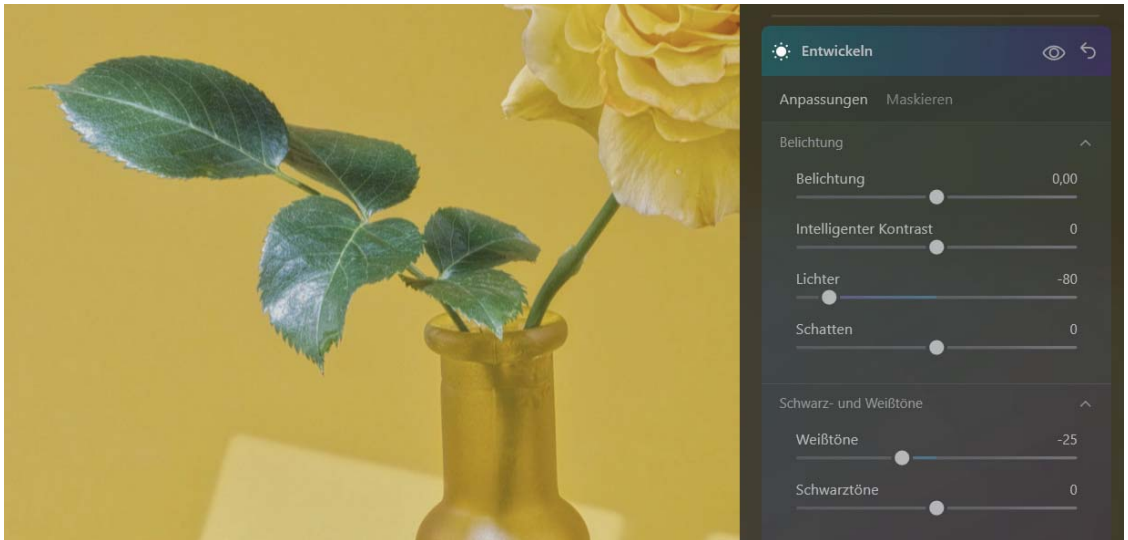 Entwickeln
Anpassungen Maskieren
Belichtung
Belichtung 0,00
Intelligenter Kontrast 0
Lichter -80
Schatten 0
Schwarz- und Weißtöne
Weißtöne -25
Schwarztöne 0